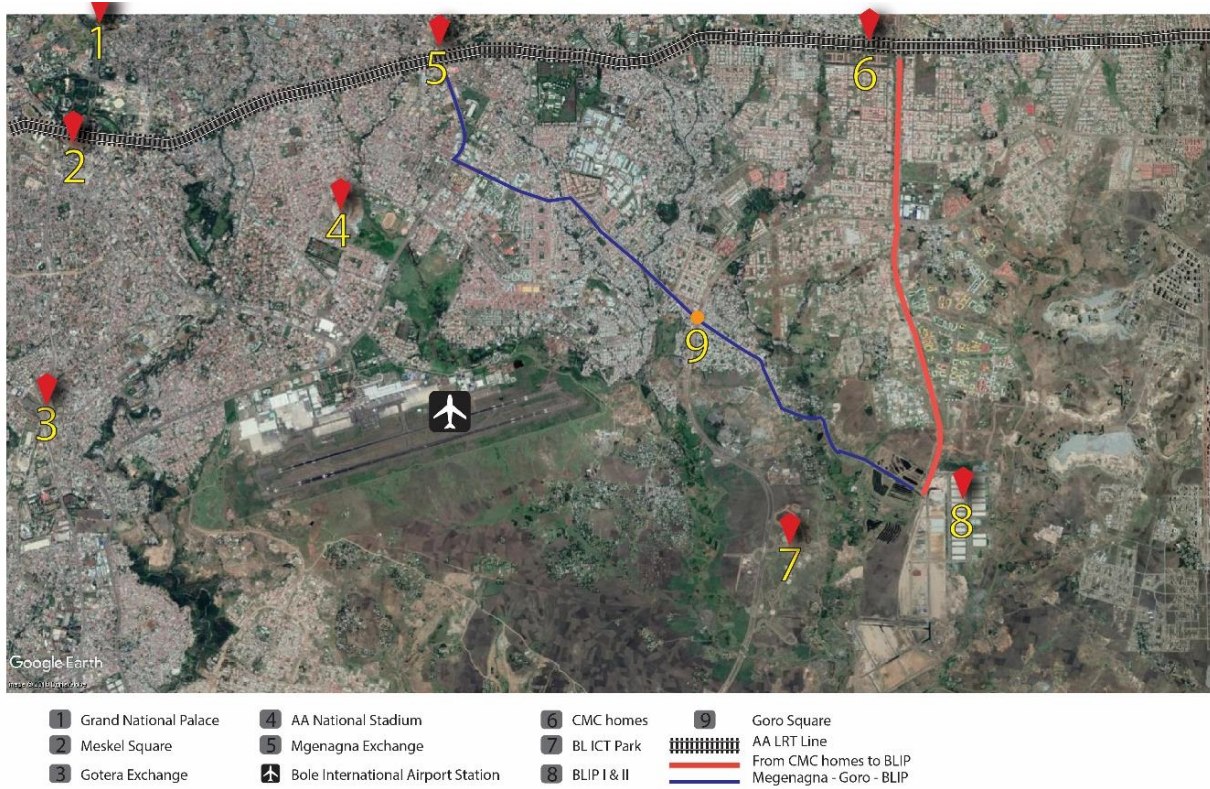 1
5
6
2
4
9
3
8
7
Google Earth
1 Grand National Palace
2 Meskel Square
3 Gotera Exchange
4 AA National Stadium
5 Mgenagna Exchange
Bole International Airport Station
6 CMC homes
7 BL ICT Park
8 BLIP I & II
9 Goro Square
AA LRT Line
From CMC homes to BLIP
Megenagna - Goro - BLIP